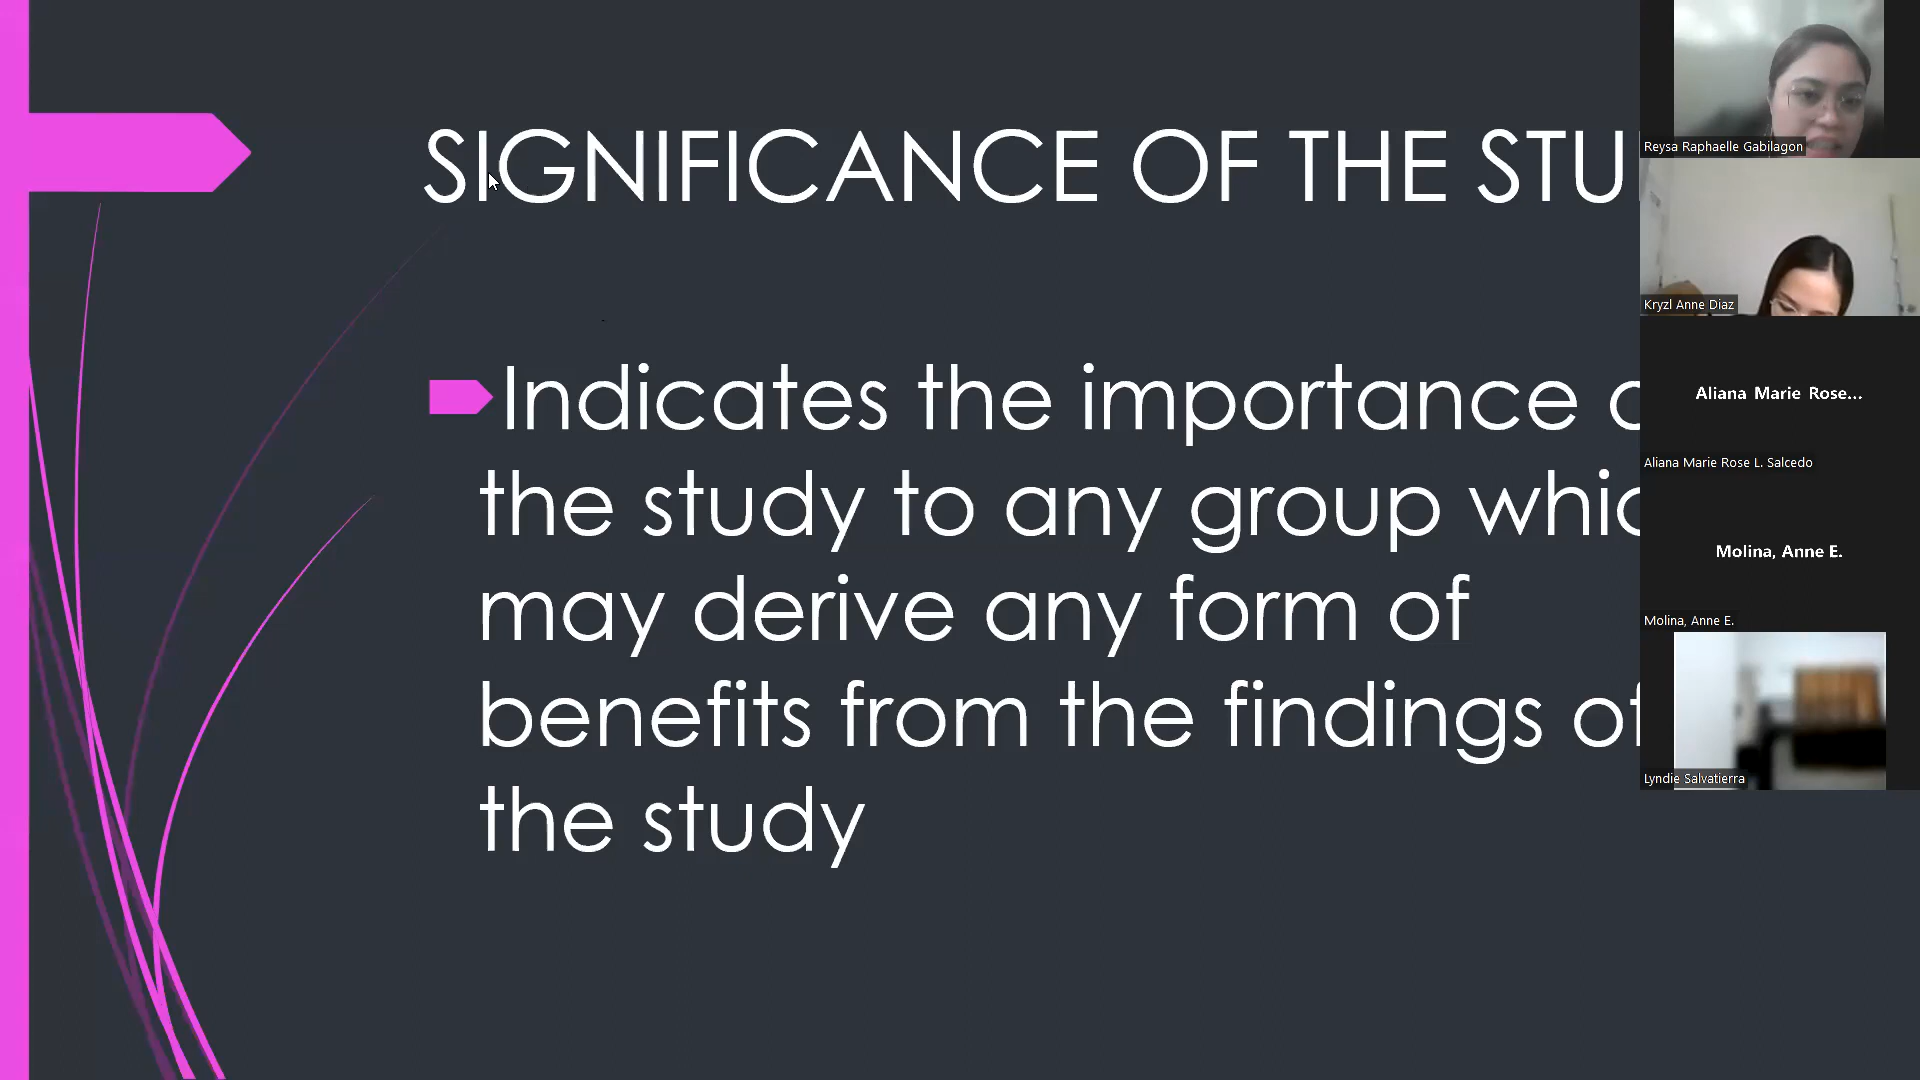 SIGNIFICANCE OF THE STU
Indicates the importance
the study to any group whic
may derive any form of
benefits from the findings of
the study
Reysa Raphaelle Gabilagon
Kryzl Anne Diaz
Aliana Marie Rose...
Aliana Marie Rose L. Salcedo
Molina, Anne E.
Molina, Anne E.
Lyndie Salvatierra